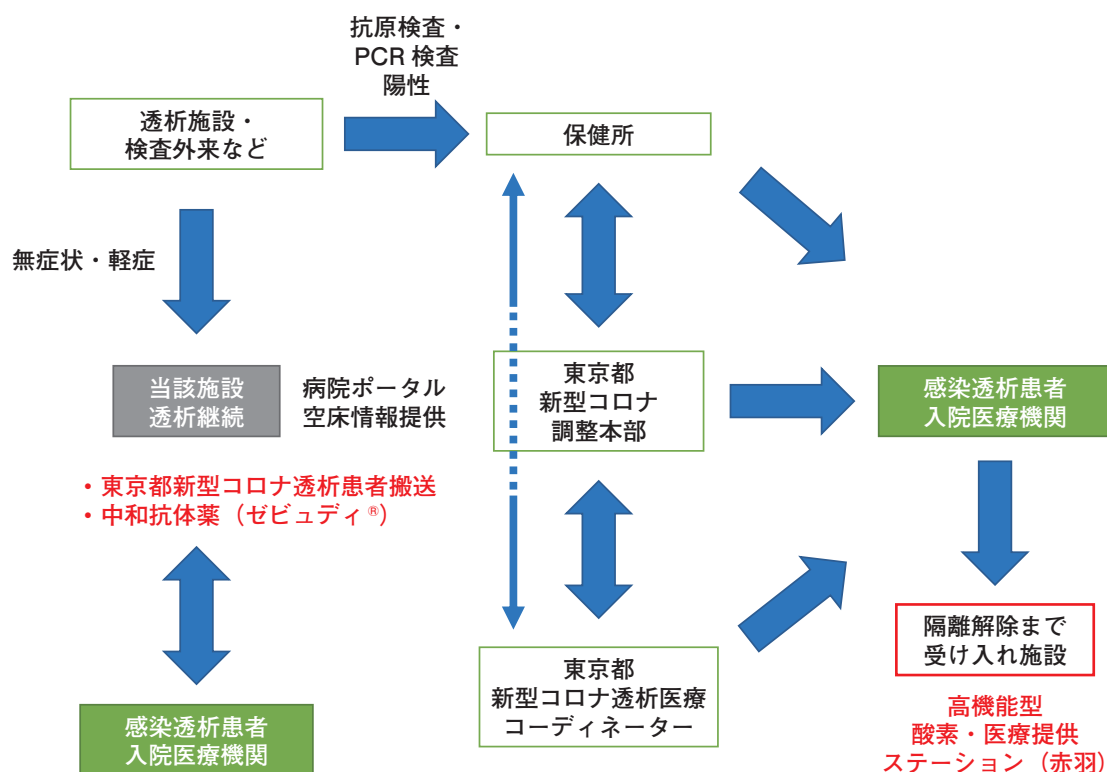 抗原検査・
PCR 検査
陽性
透析施設・
検査外来など
保健所
無症状・軽症
当該施設
透析継続
病院ポータル
空床情報提供
東京都
新型コロナ
調整本部
感染透析患者
入院医療機関
・東京都新型コロナ透析患者搬送
・中和抗体薬（ゼビュディ®）
隔離解除まで
受け入れ施設
東京都
新型コロナ透析医療
コーディネーター
高機能型
酸素・医療提供
ステーション（赤羽）
感染透析患者
入院医療機関